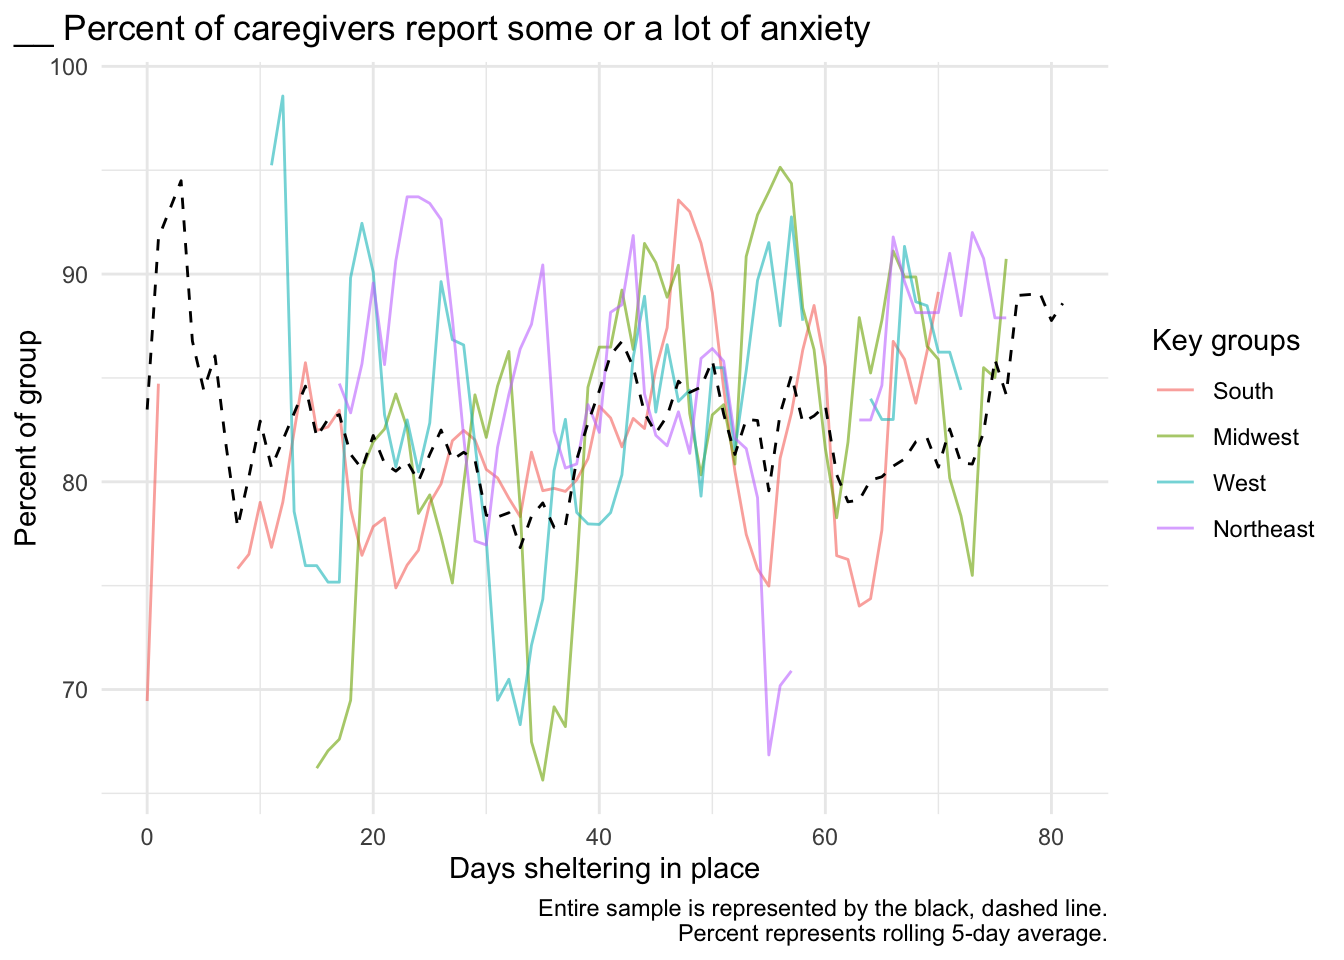 __ Percent of caregivers report some or a lot of anxiety
100
90
80
70
Percent of group
0 20 40 60 80
Days sheltering in place
Key groups
South
Midwest
West
Northeast
Entire sample is represented by the black, dashed line.
Percent represents rolling 5-day average.